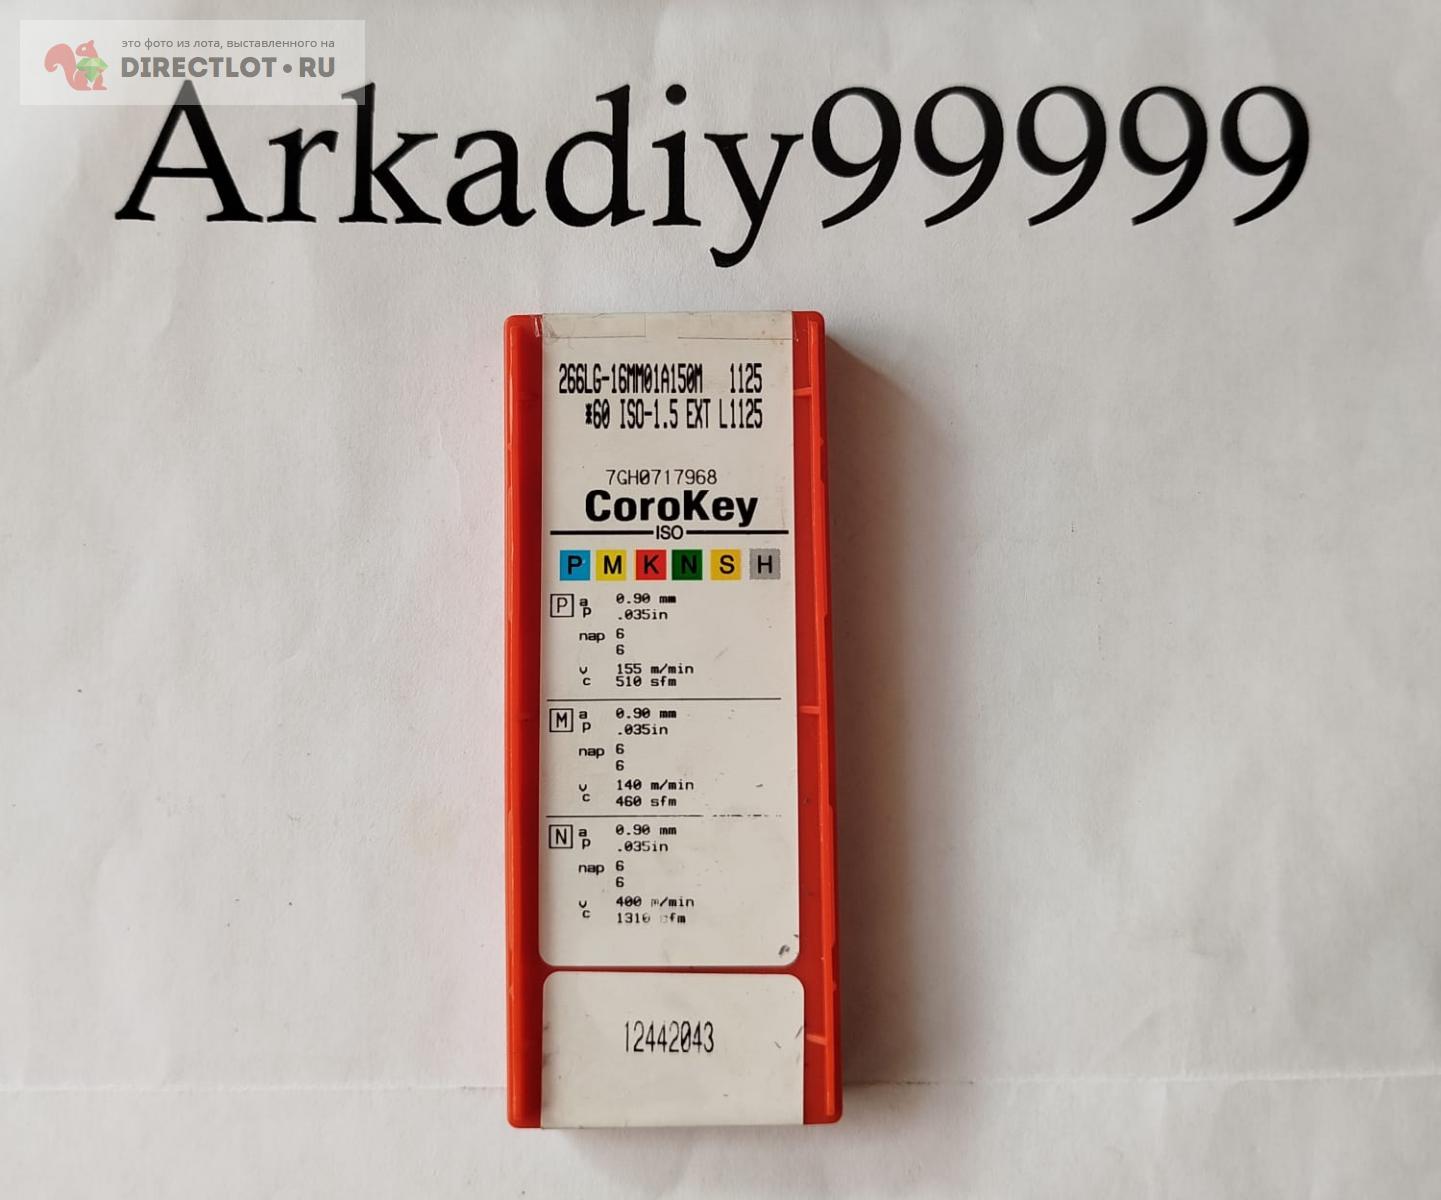 это фото из лота, выставленного на
DIRECTLOT•RU
Arkadiy99999
266LG-16MM01A150M 1125
*60 ISO-1.5 EXT L1125
7GH0717968
CoroKey
ISO
P M K N S H
P ap 0.90 mm
.035in
nap 6
6
vc 155 m/min
510 sfm
M ap 0.90 mm
.035in
nap 6
6
vc 140 m/min
460 sfm
N ap 0.90 mm
.035in
nap 6
6
vc 400 m/min
1310 sfm
12442043